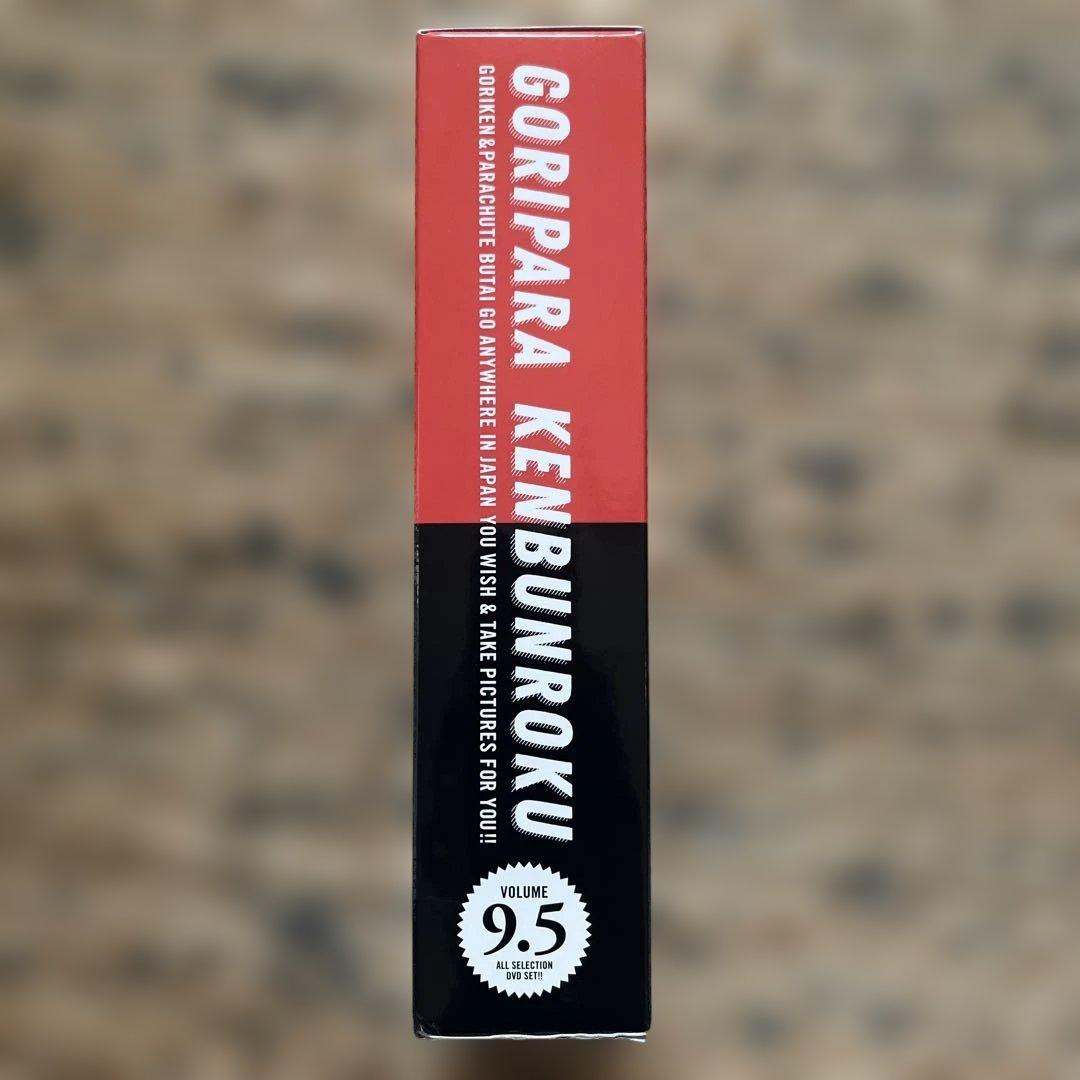 GORIPARA KENBUNROKU
GORIKEN&PARACHUTE BUTAI GO ANYWHERE IN JAPAN YOU WISH & TAKE PICTURES FOR YOU!!
VOLUME
9.5
ALL SELECTION
DVD SET!!